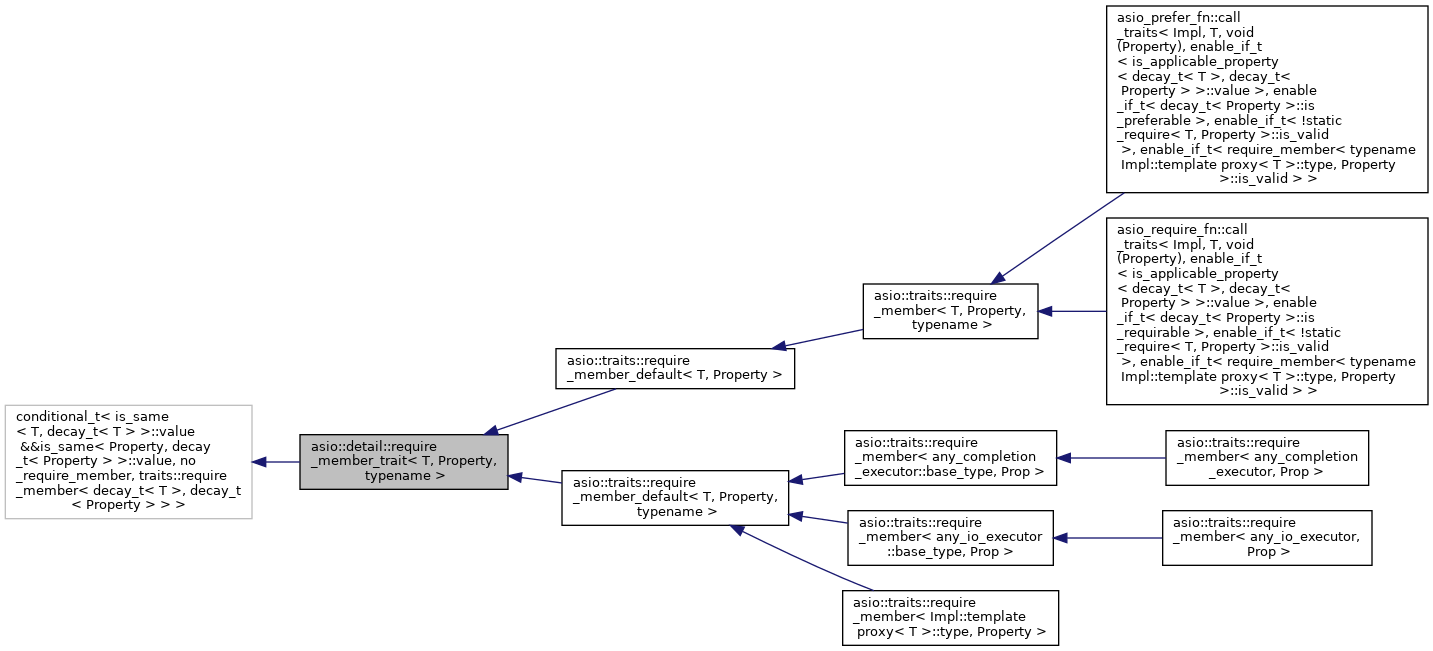 asio_prefer_fn::call
_traits< Impl, T, void
(Property), enable_if_t
< is_applicable_property
< decay_t< T >, decay_t<
Property > >::value >, enable
_if_t< decay_t< Property >::is
_preferable >, enable_if_t< !static
_require< T, Property >::is_valid
>, enable_if_t< require_member< typename
Impl::template proxy< T >::type, Property
>::is_valid > >
asio_require_fn::call
_traits< Impl, T, void
(Property), enable_if_t
< is_applicable_property
< decay_t< T >, decay_t<
Property > >::value >, enable
_if_t< decay_t< Property >::is
_requirable >, enable_if_t< !static
_require< T, Property >::is_valid
>, enable_if_t< require_member< typename
Impl::template proxy< T >::type, Property
>::is_valid > >
asio::traits::require
_member< T, Property,
typename >
asio::traits::require
_member_default< T, Property >
conditional_t< is_same
< T, decay_t< T > >::value
&&is_same< Property, decay
_t< Property > >::value, no
_require_member, traits::require
_member< decay_t< T >, decay_t
< Property > > >
asio::detail::require
_member_trait< T, Property,
typename >
asio::traits::require
_member_default< T, Property,
typename >
asio::traits::require
_member< any_completion
_executor::base_type, Prop >
asio::traits::require
_member< any_completion
_executor, Prop >
asio::traits::require
_member< any_io_executor
::base_type, Prop >
asio::traits::require
_member< any_io_executor,
Prop >
asio::traits::require
_member< Impl::template
proxy< T >::type, Property >